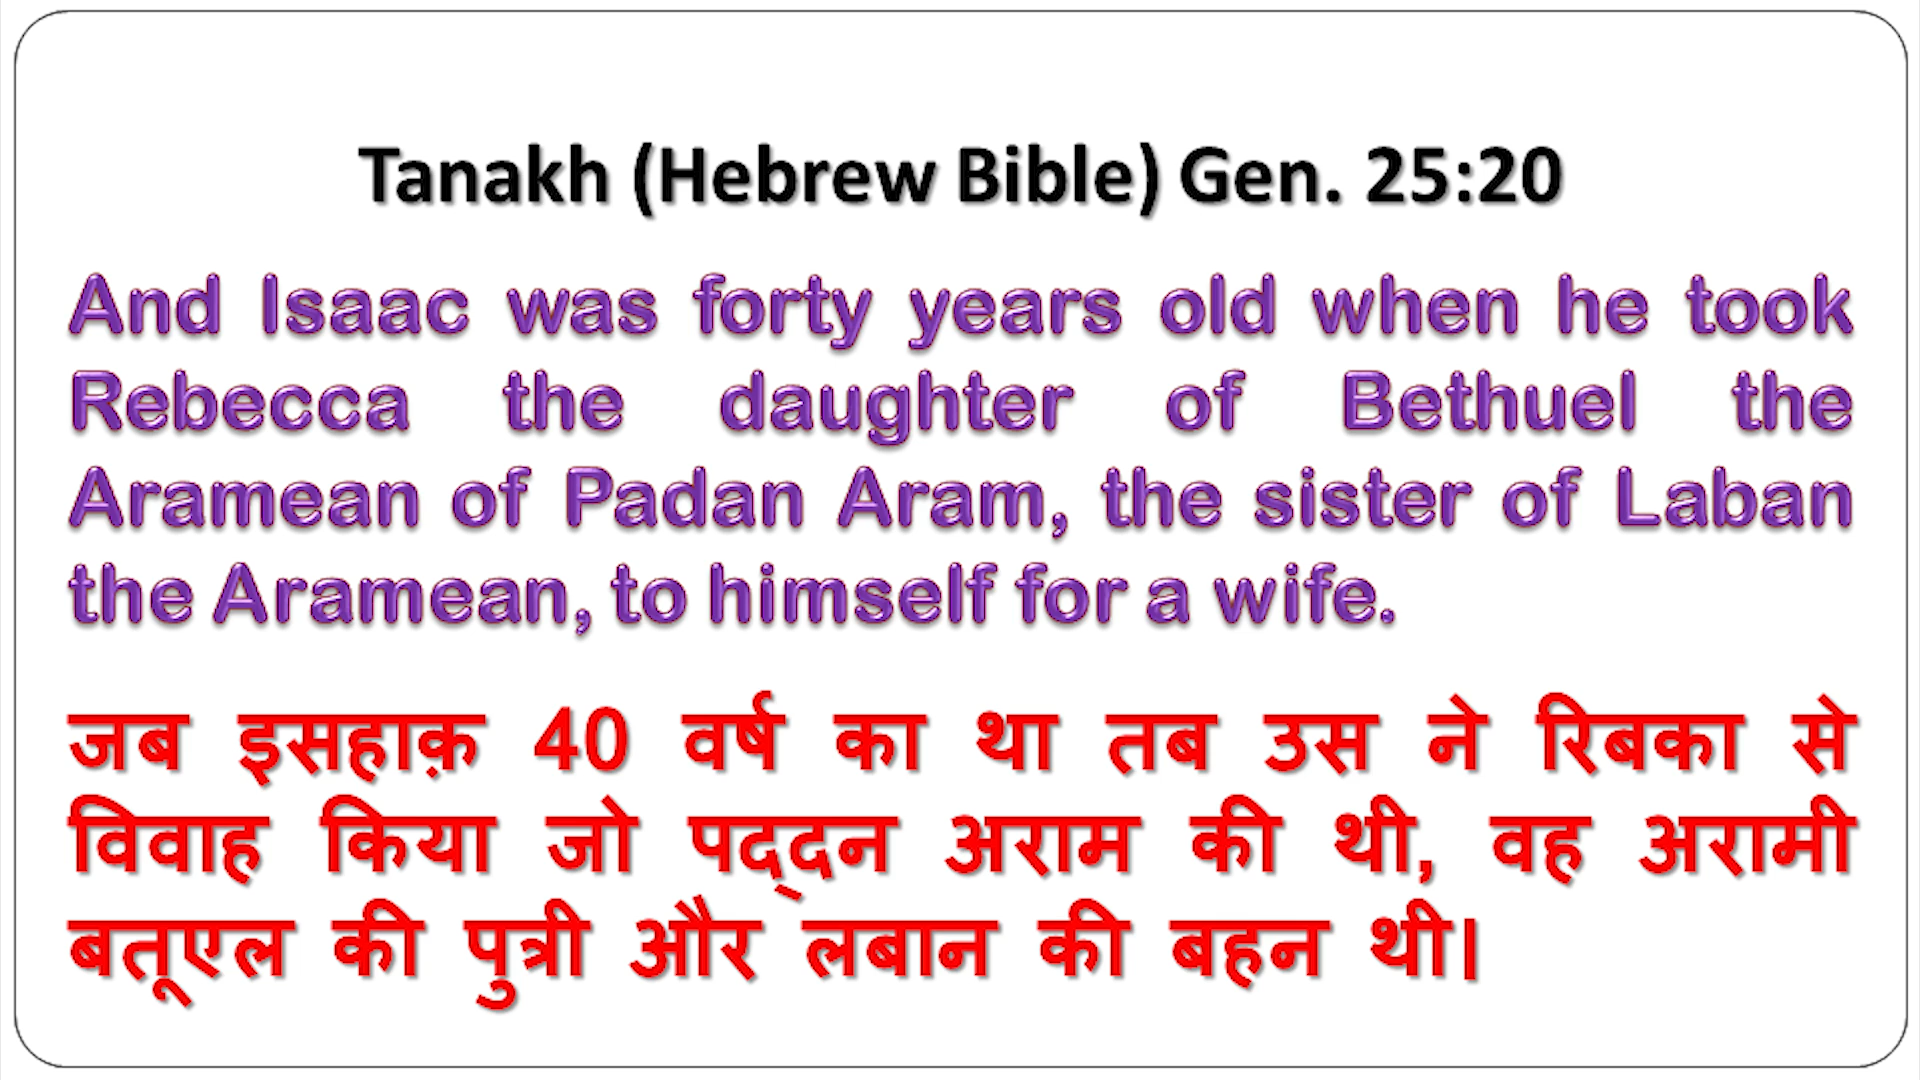 Tanakh (Hebrew Bible) Gen. 25:20
And Isaac was forty years old when he took
Rebecca the daughter of Bethuel the
Aramean of Padan Aram, the sister of Laban
the Aramean, to himself for a wife.
जब इसहाक़ 40 वर्ष का था तब उस ने रिबका से
विवाह किया जो पद्‌दन अराम की थी, वह अरामी
बतूएल की पुत्री और लबान की बहन थी।